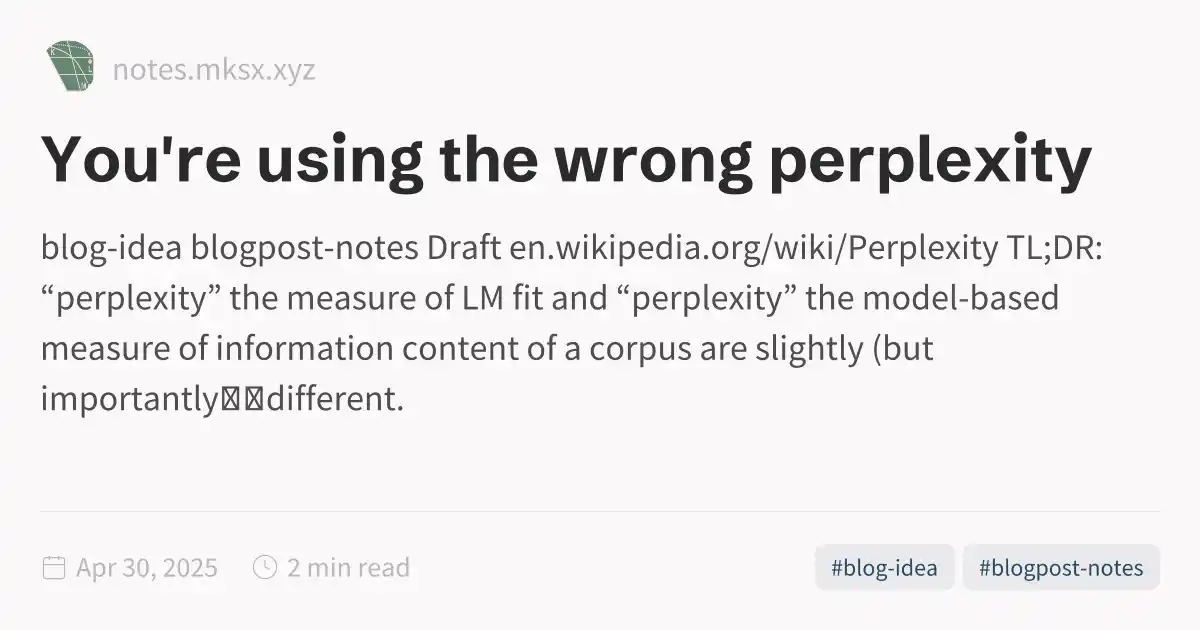 notes.mksx.xyz
You're using the wrong perplexity
blog-idea blogpost-notes Draft en.wikipedia.org/wiki/Perplexity TL;DR:
“perplexity” the measure of LM fit and “perplexity” the model-based
measure of information content of a corpus are slightly (but
importantly different.
Apr 30, 2025 2 min read #blog-idea #blogpost-notes